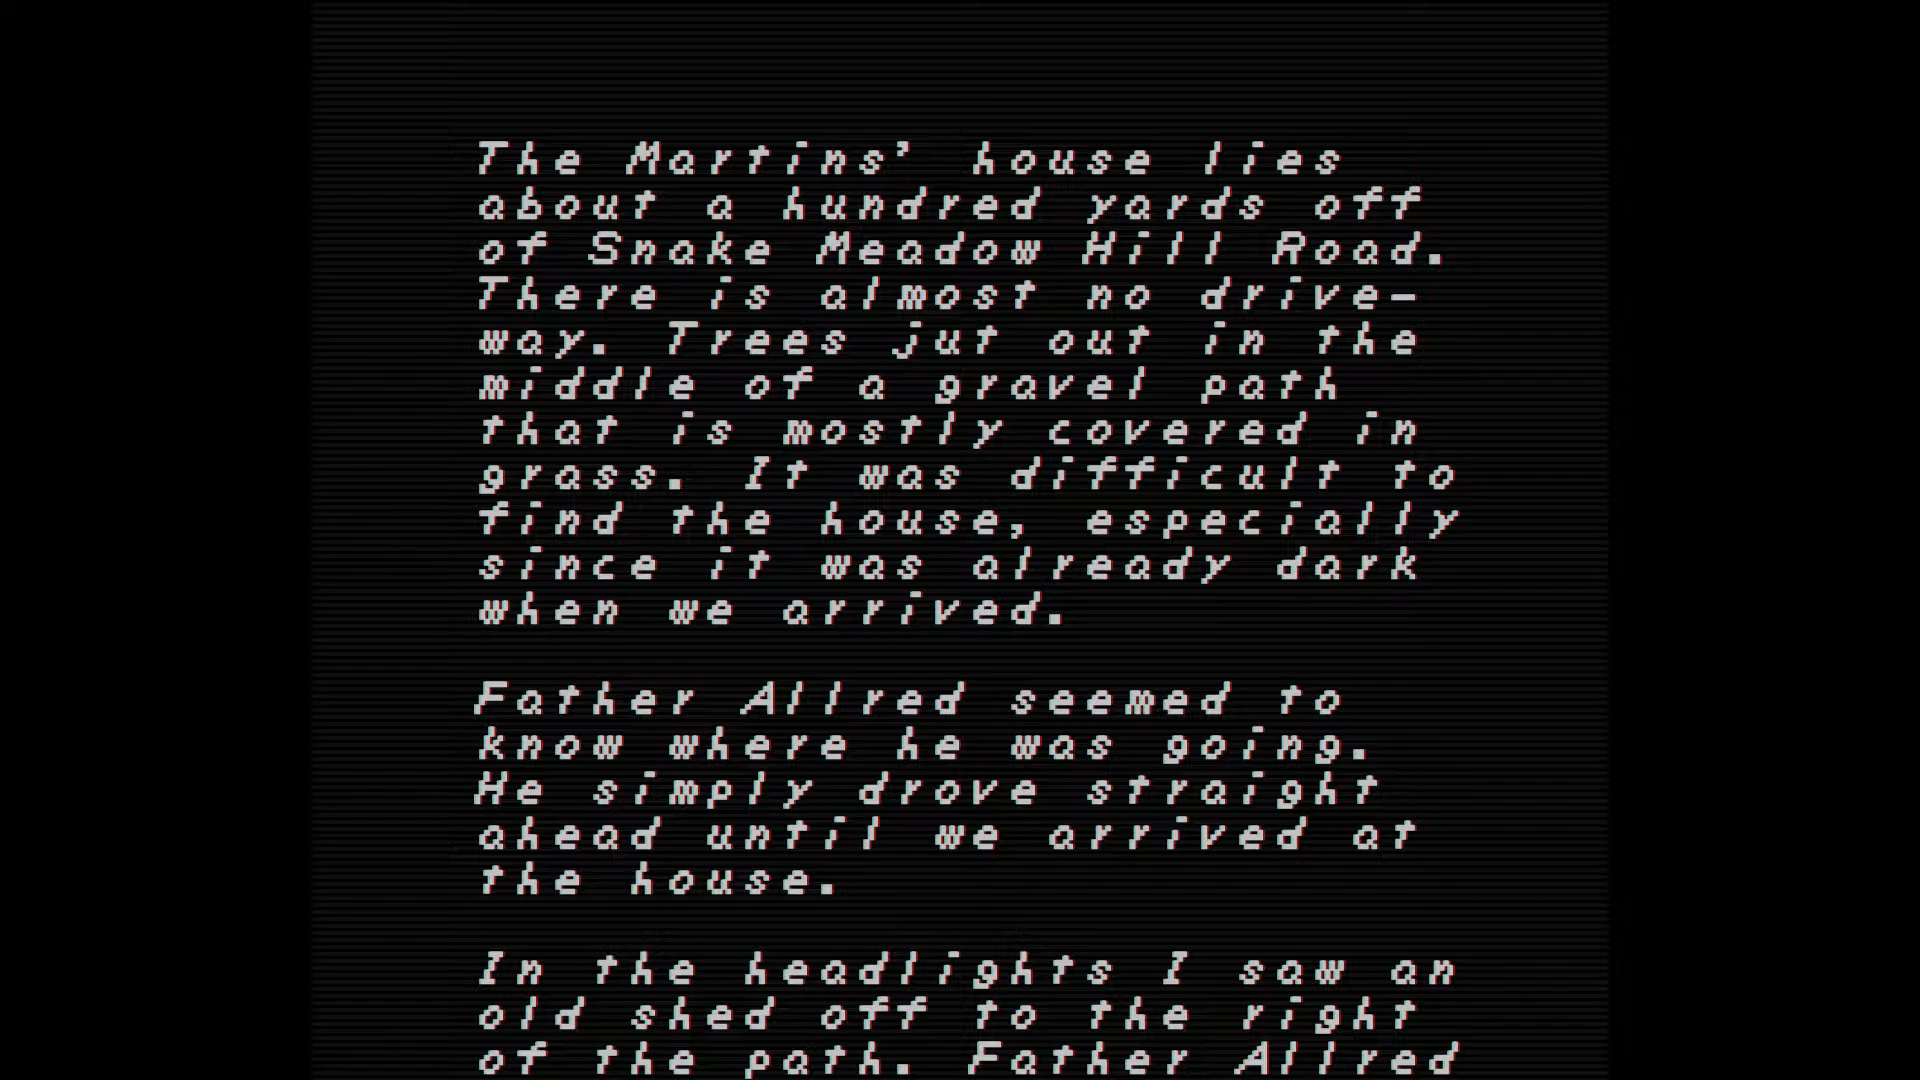 The Martins' house lies
about a hundred yards off
of Snake Meadow Hill Road.
There is almost no drive-
way. Trees jut out in the
middle of a gravel path
that is mostly covered in
grass. It was difficult to
find the house, especially
since it was already dark
when we arrived.
Father Allred seemed to
know where he was going.
He simply drove straight
ahead until we arrived at
the house.
In the headlights I saw an
old shed off to the right
of the path. Father Allred